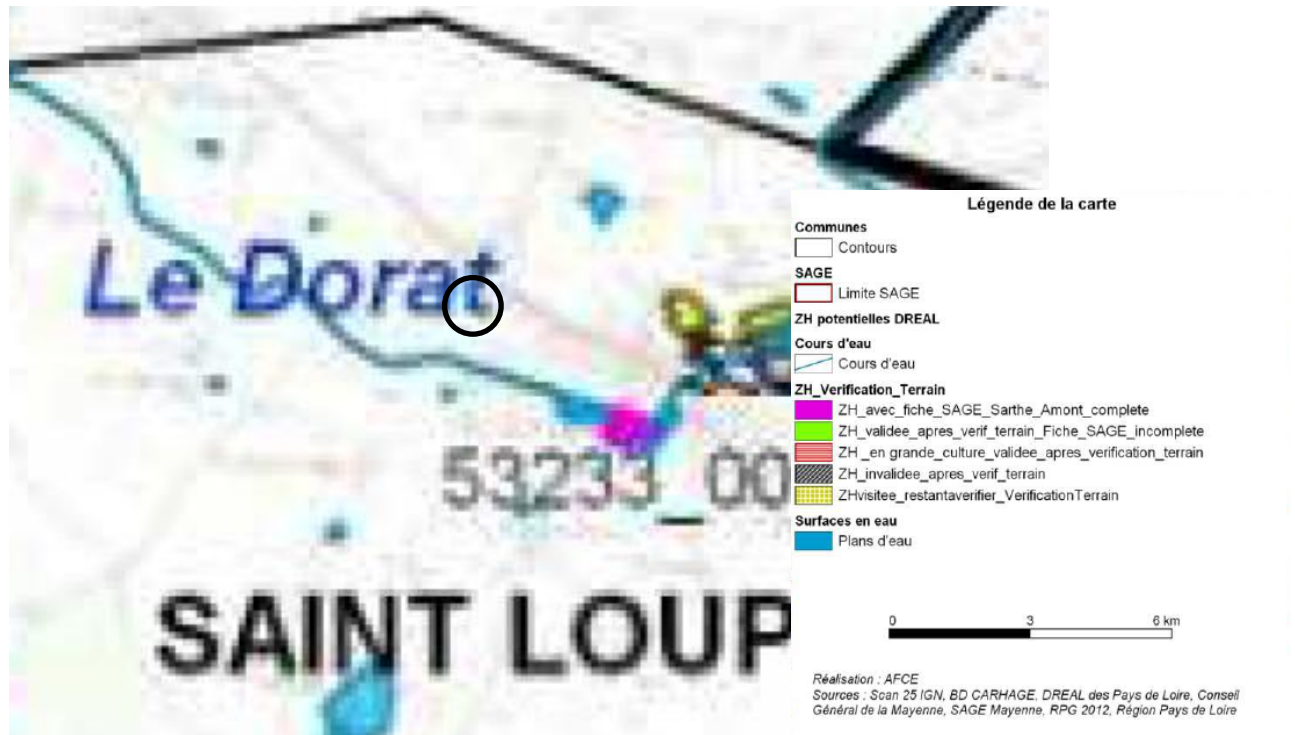 Le Dorat
53233_00
SAINT LOUP
Légende de la carte
Communes
Contours
SAGE
Limite SAGE
ZH potentielles DREAL
Cours d'eau
Cours d'eau
ZH_Verification_Terrain
ZH_avec_fiche_SAGE_Sarthe_Amont_complete
ZH_validee_apres_verif_terrain_Fiche_SAGE_incomplete
ZH _en grande_culture_validee_apres_verification_terrain
ZH_invalidee_apres_verif_terrain
ZHvisitee_restantaverifier_VerificationTerrain
Surfaces en eau
Plans d'eau
0 3 6 km
Réalisation : AFCE
Sources : Scan 25 IGN, BD CARHAGE, DREAL des Pays de Loire, Conseil
Général de la Mayenne, SAGE Mayenne, RPG 2012, Région Pays de Loire